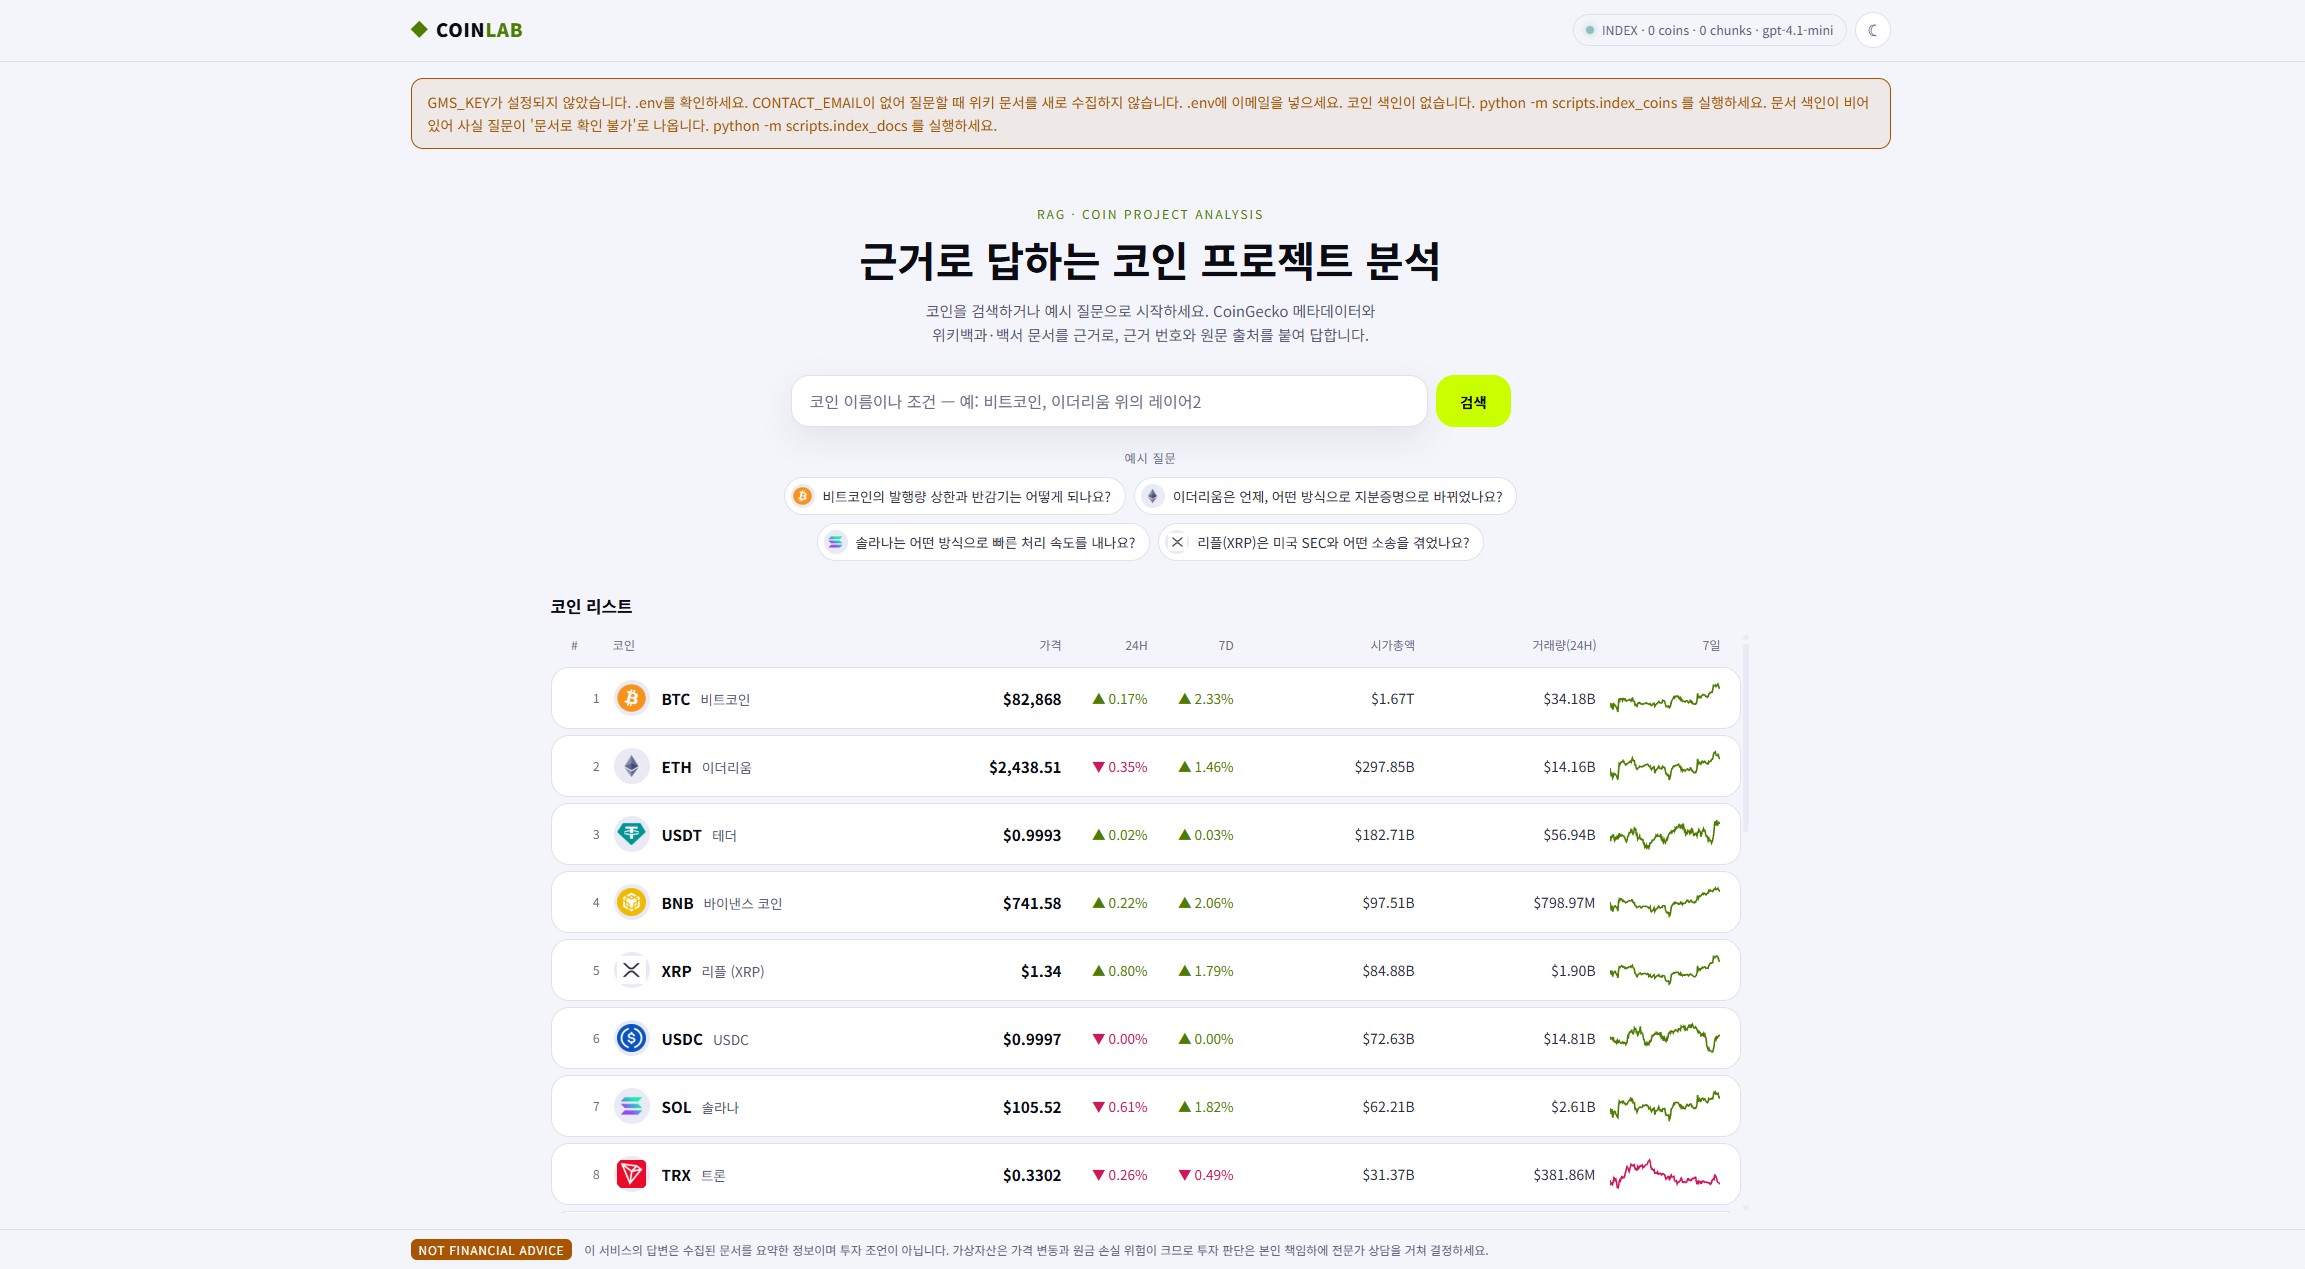 COINLAB
INDEX · 0 coins · 0 chunks · gpt-4.1-mini
GMS_KEY가 설정되지 않았습니다. .env를 확인하세요. CONTACT_EMAIL이 없어 질문할 때 위키 문서를 새로 수집하지 않습니다. .env에 이메일을 넣으세요. 코인 색인이 없습니다. python -m scripts.index_coins 를 실행하세요. 문서 색인이 비어
있어 사실 질문이 '문서로 확인 불가'로 나옵니다. python -m scripts.index_docs 를 실행하세요.
RAG · COIN PROJECT ANALYSIS
근거로 답하는 코인 프로젝트 분석
코인을 검색하거나 예시 질문으로 시작하세요. CoinGecko 메타데이터와
위키백과·백서 문서를 근거로, 근거 번호와 원문 출처를 붙여 답합니다.
코인 이름이나 조건 — 예: 비트코인, 이더리움 위의 레이어2 검색
예시 질문
비트코인의 발행량 상한과 반감기는 어떻게 되나요? 이더리움은 언제, 어떤 방식으로 지분증명으로 바뀌었나요?
솔라나는 어떤 방식으로 빠른 처리 속도를 내나요? 리플(XRP)은 미국 SEC와 어떤 소송을 겪었나요?
코인 리스트
# 코인 가격 24H 7D 시가총액 거래량(24H) 7일
1 BTC 비트코인 $82,868 ▲ 0.17% ▲ 2.33% $1.67T $34.18B
2 ETH 이더리움 $2,438.51 ▼ 0.35% ▲ 1.46% $297.85B $14.16B
3 USDT 테더 $0.9993 ▲ 0.02% ▲ 0.03% $182.71B $56.94B
4 BNB 바이낸스 코인 $741.58 ▲ 0.22% ▲ 2.06% $97.51B $798.97M
5 XRP 리플 (XRP) $1.34 ▲ 0.80% ▲ 1.79% $84.88B $1.90B
6 USDC USDC $0.9997 ▼ 0.00% ▲ 0.00% $72.63B $14.81B
7 SOL 솔라나 $105.52 ▼ 0.61% ▲ 1.82% $62.21B $2.61B
8 TRX 트론 $0.3302 ▼ 0.26% ▼ 0.49% $31.37B $381.86M
NOT FINANCIAL ADVICE 이 서비스의 답변은 수집된 문서를 요약한 정보이며 투자 조언이 아닙니다. 가상자산은 가격 변동과 원금 손실 위험이 크므로 투자 판단은 본인 책임하에 전문가 상담을 거쳐 결정하세요.